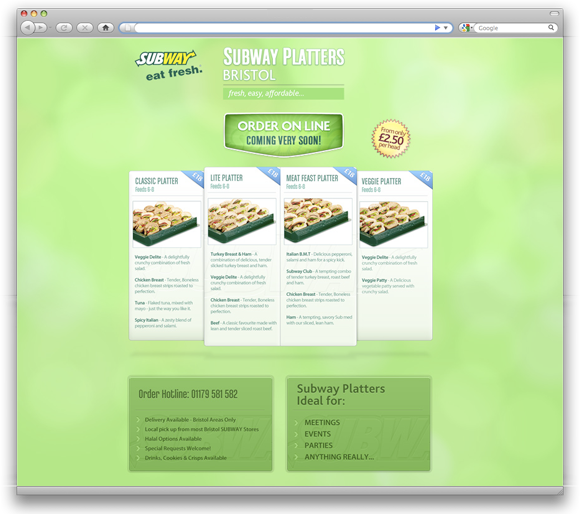 Google
SUBWAY
eat fresh.
SUBWAY PLATTERS
BRISTOL
fresh, easy, affordable...
ORDER ON LINE
COMING VERY SOON!
From only
£2.50
per head
CLASSIC PLATTER
Feeds 6-8
£18
Veggie Delite - A delightfully
crunchy combination of fresh
salad.
Chicken Breast - Tender, Boneless,
chicken breast strips roasted to
perfection.
Tuna - Flaked tuna, mixed with
mayo - just the way you like it.
Spicy Italian - A zesty blend of
pepperoni and salami.
LITE PLATTER
Feeds 6-8
£18
Turkey Breast & Ham - A
combination of delicious, tender
sliced turkey breast and ham.
Veggie Delite - A delightfully
crunchy combination of fresh
salad.
Chicken Breast - Tender, Boneless,
chicken breast strips roasted to
perfection.
Beef - A classic favourite made with
lean and tender sliced roast beef.
MEAT FEAST PLATTER
Feeds 6-8
£18
Italian B.M.T - Delicious pepperoni,
salami and ham for a spicy kick.
Subway Club - A tempting combo
of tender turkey breast, roast beef
and ham.
Chicken Breast - Tender, Boneless,
chicken breast strips roasted to
perfection.
Ham - A tempting, savory Sub made
with our sliced, lean ham.
VEGGIE PLATTER
Feeds 6-8
£18
Veggie Delite - A delightfully
crunchy combination of fresh
salad.
Veggie Patty - A Delicious
vegetable patty served with
crunchy salad.
Order Hotline: 01179 581 582
Delivery Available - Bristol Areas Only
Local pick up from most Bristol SUBWAY Stores
Halal Options Available
Special Requests Welcome!
Drinks, Cookies & Crisps Available
Subway Platters
Ideal for:
MEETINGS
EVENTS
PARTIES
ANYTHING REALLY...